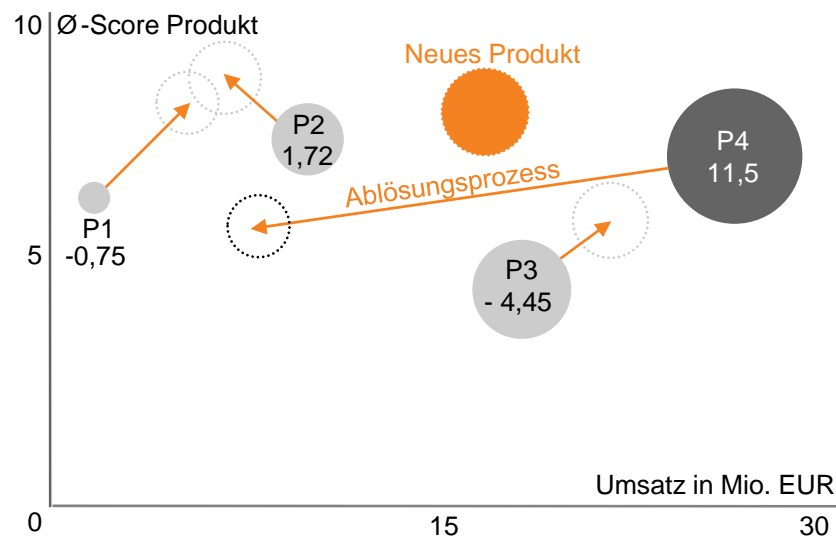 10
Ø-Score Produkt
Neues Produkt
P2
1,72
P4
11,5
Ablösungsprozess
P1
-0,75
5
P3
- 4,45
Umsatz in Mio. EUR
0
15
30